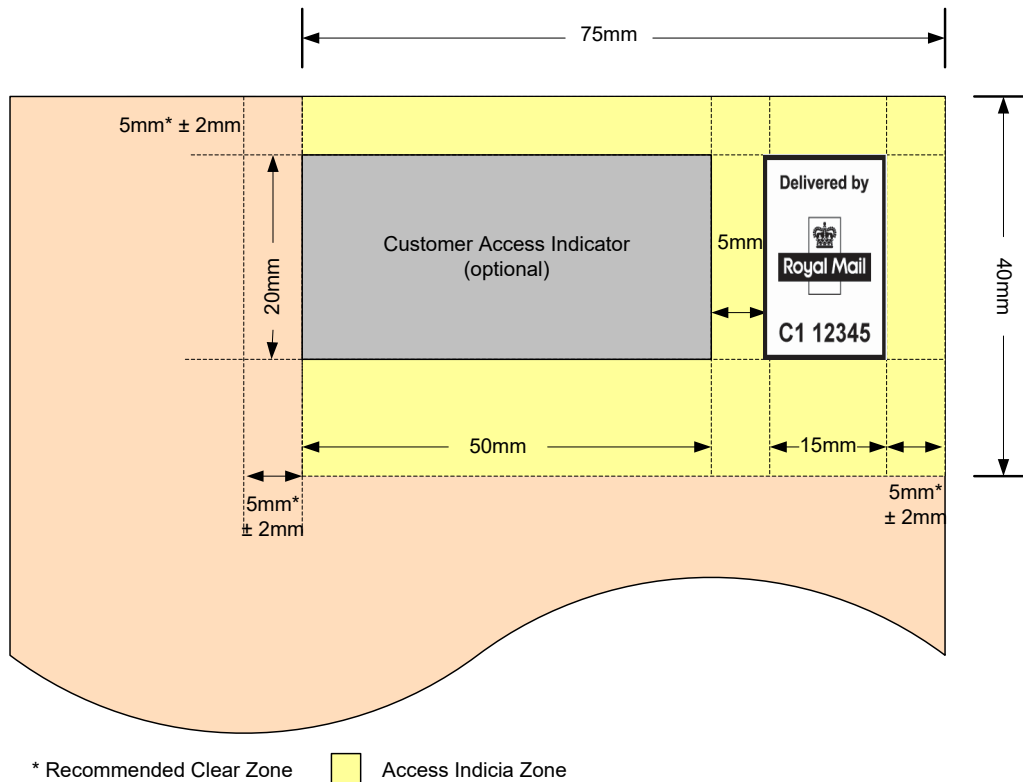 75mm
5mm* ± 2mm
Delivered by
Royal Mail
C1 12345
Customer Access Indicator
(optional)
5mm
20mm
40mm
50mm
15mm
5mm*
± 2mm
5mm*
± 2mm
* Recommended Clear Zone
Access Indicia Zone